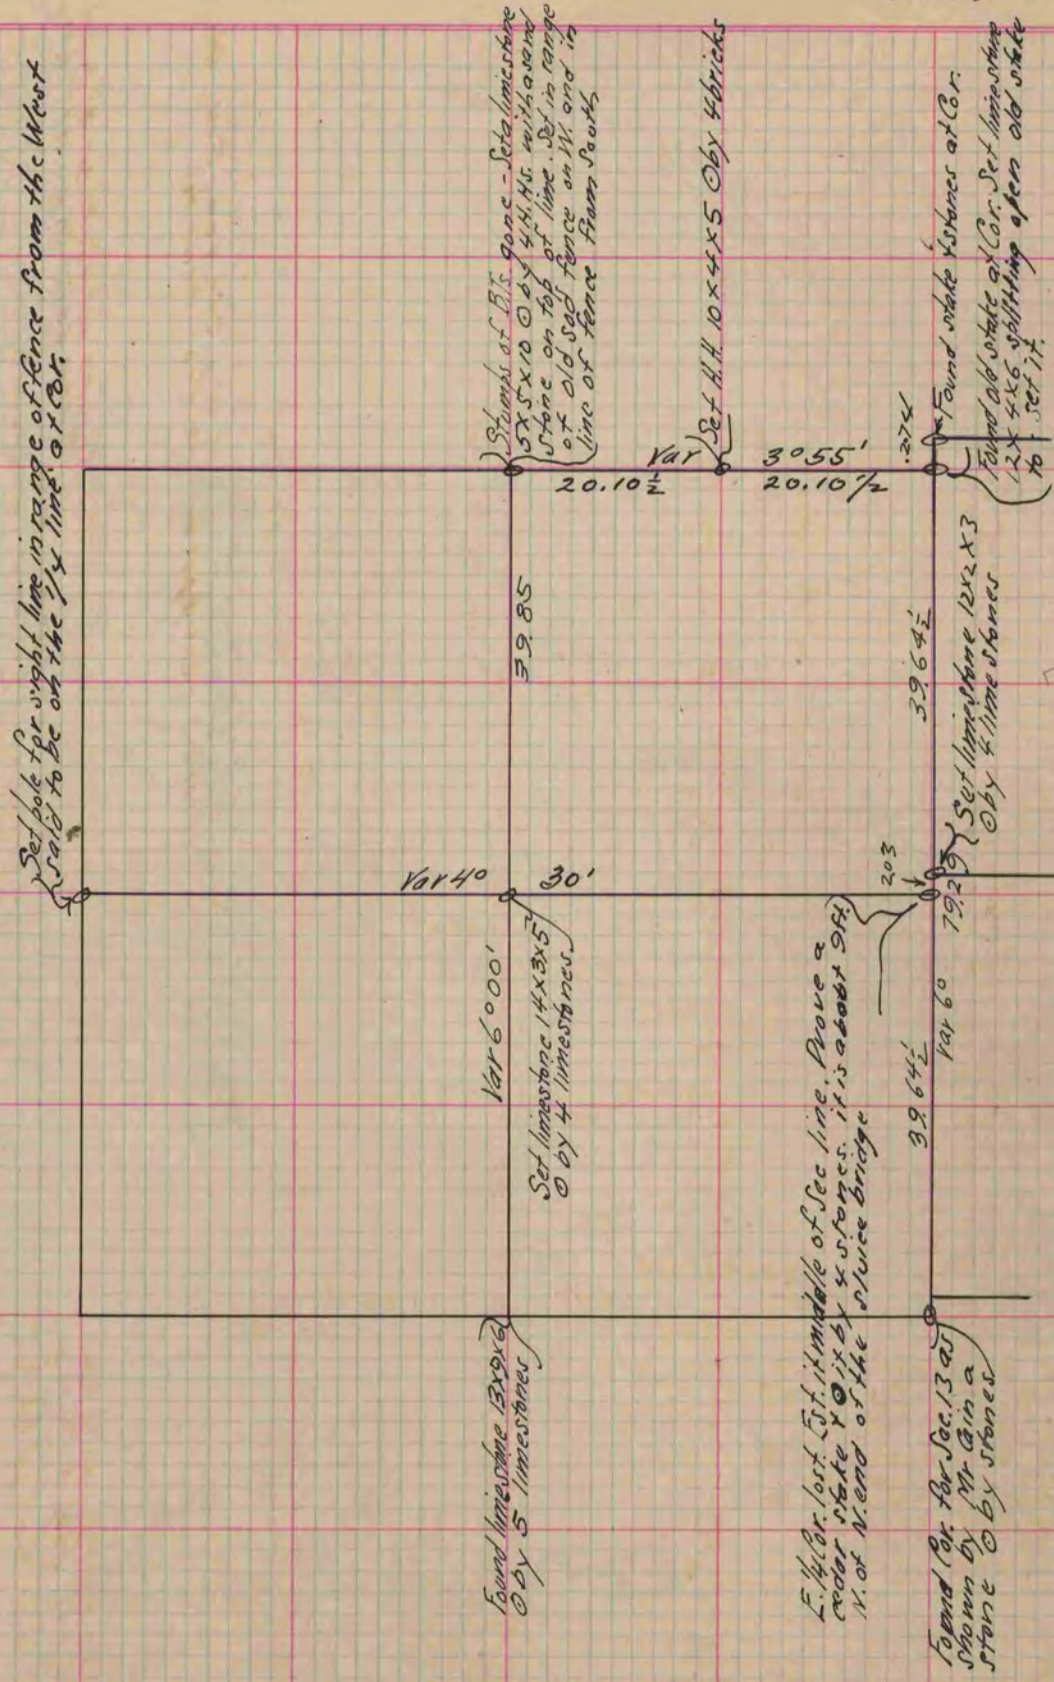 Set pole for sight line in range of fence from the West
said to be on the 1/4 line at Cor.
Stumps of B.Ts. gone - Set a limestone
5x5x10 ⊙ by 4 H.Hs. with a sand
stone on top of lime. Set in range
of old sod fence on W. and in
line of fence from South
Set H.H 10x4x5 ⊙ by 4 bricks
Found stake & stones at Cor.
Found old stake at Cor. Set limestone
12x4x6 splitting open old stake
to set it.
Var 3°55'
20.10½
20.10½
.274
39.85
39.64½
Set limestone 12x2x3
⊙ by 4 limestones
Var 4° 30'
203
79.29
Var 6°00'
Set limestone 14x3x5
⊙ by 4 limestones.
39.64½
Var 6°
E. 1/4 Cor. lost. Est. it middle of Sec line. Drove a
cedar stake & ⊙ it by 4 stones. it is about 9ft.
N. of N. end of the sluice bridge
Found limestone 13x9x6
⊙ by 5 limestones
Found Cor. for Sec. 13 as
shown by Mr Cain a
stone ⊙ by stones